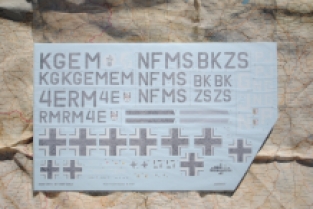 KGEM NFMS BKZS
KGKGEMEM NFMS BK BK
4ERM 4E NFMS ZSZS
RMRM 4E